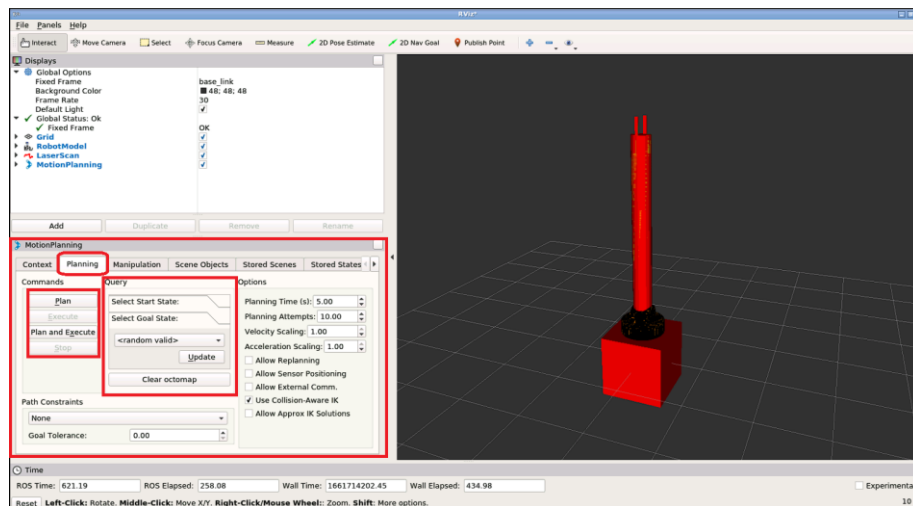 RViz*
File Panels Help
Interact Move Camera Select Focus Camera Measure 2D Pose Estimate 2D Nav Goal Publish Point
Displays
Global Options
Fixed Frame base_link
Background Color 48; 48; 48
Frame Rate 30
Default Light
Global Status: Ok
Fixed Frame OK
Grid
RobotModel
LaserScan
MotionPlanning
Add Duplicate Remove Rename
MotionPlanning
Context Planning Manipulation Scene Objects Stored Scenes Stored States
Commands Query Options
Plan Select Start State: Planning Time (s): 5.00
Execute Select Goal State: Planning Attempts: 10.00
Plan and Execute <random valid> Velocity Scaling: 1.00
Stop Update Acceleration Scaling: 1.00
Clear octomap Allow Replanning
Allow Sensor Positioning
Allow External Comm.
Path Constraints Use Collision-Aware IK
None Allow Approx IK Solutions
Goal Tolerance: 0.00
Time
ROS Time: 621.19 ROS Elapsed: 258.08 Wall Time: 1661714202.45 Wall Elapsed: 434.98 Experimenta
Reset Left-Click: Rotate. Middle-Click: Move X/Y. Right-Click/Mouse Wheel:: Zoom. Shift: More options. 10